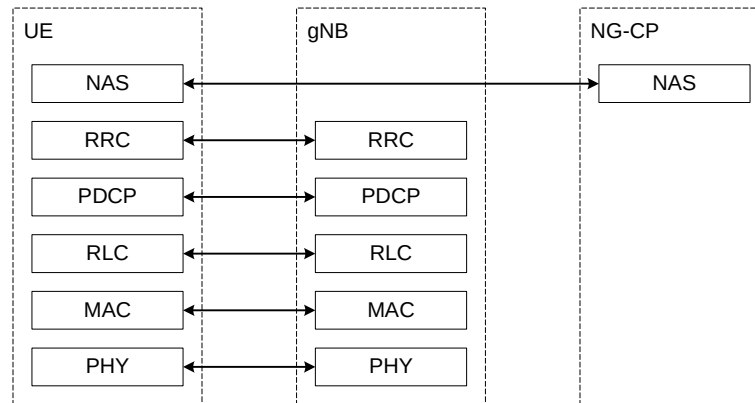 UE gNB NG-CP
NAS NAS
RRC RRC
PDCP PDCP
RLC RLC
MAC MAC
PHY PHY